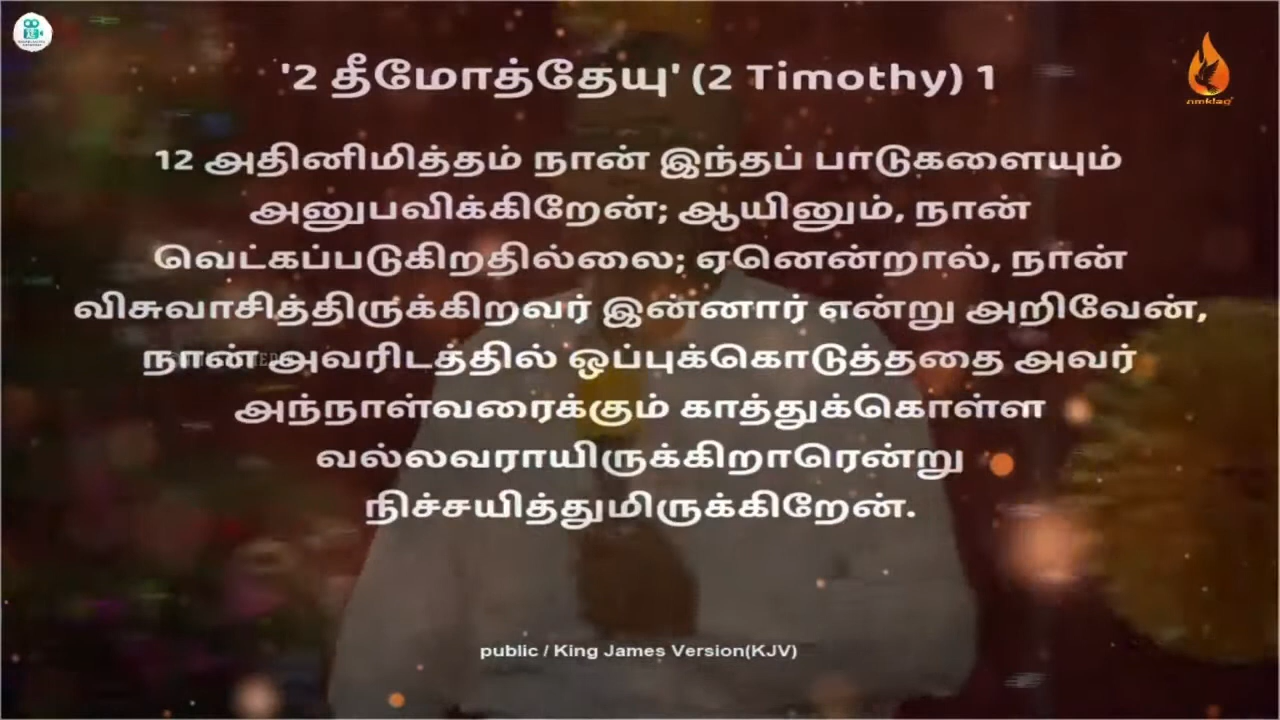 '2 தீமோத்தேயு' (2 Timothy) 1
12 அதினிமித்தம் நான் இந்தப் பாடுகளையும்
அனுபவிக்கிறேன்; ஆயினும், நான்
வெட்கப்படுகிறதில்லை; ஏனென்றால், நான்
விசுவாசித்திருக்கிறவர் இன்னார் என்று அறிவேன்,
நான் அவரிடத்தில் ஒப்புக்கொடுத்ததை அவர்
அந்நாள்வரைக்கும் காத்துக்கொள்ள
வல்லவராயிருக்கிறாரென்று
நிச்சயித்துமிருக்கிறேன்.
public / King James Version(KJV)